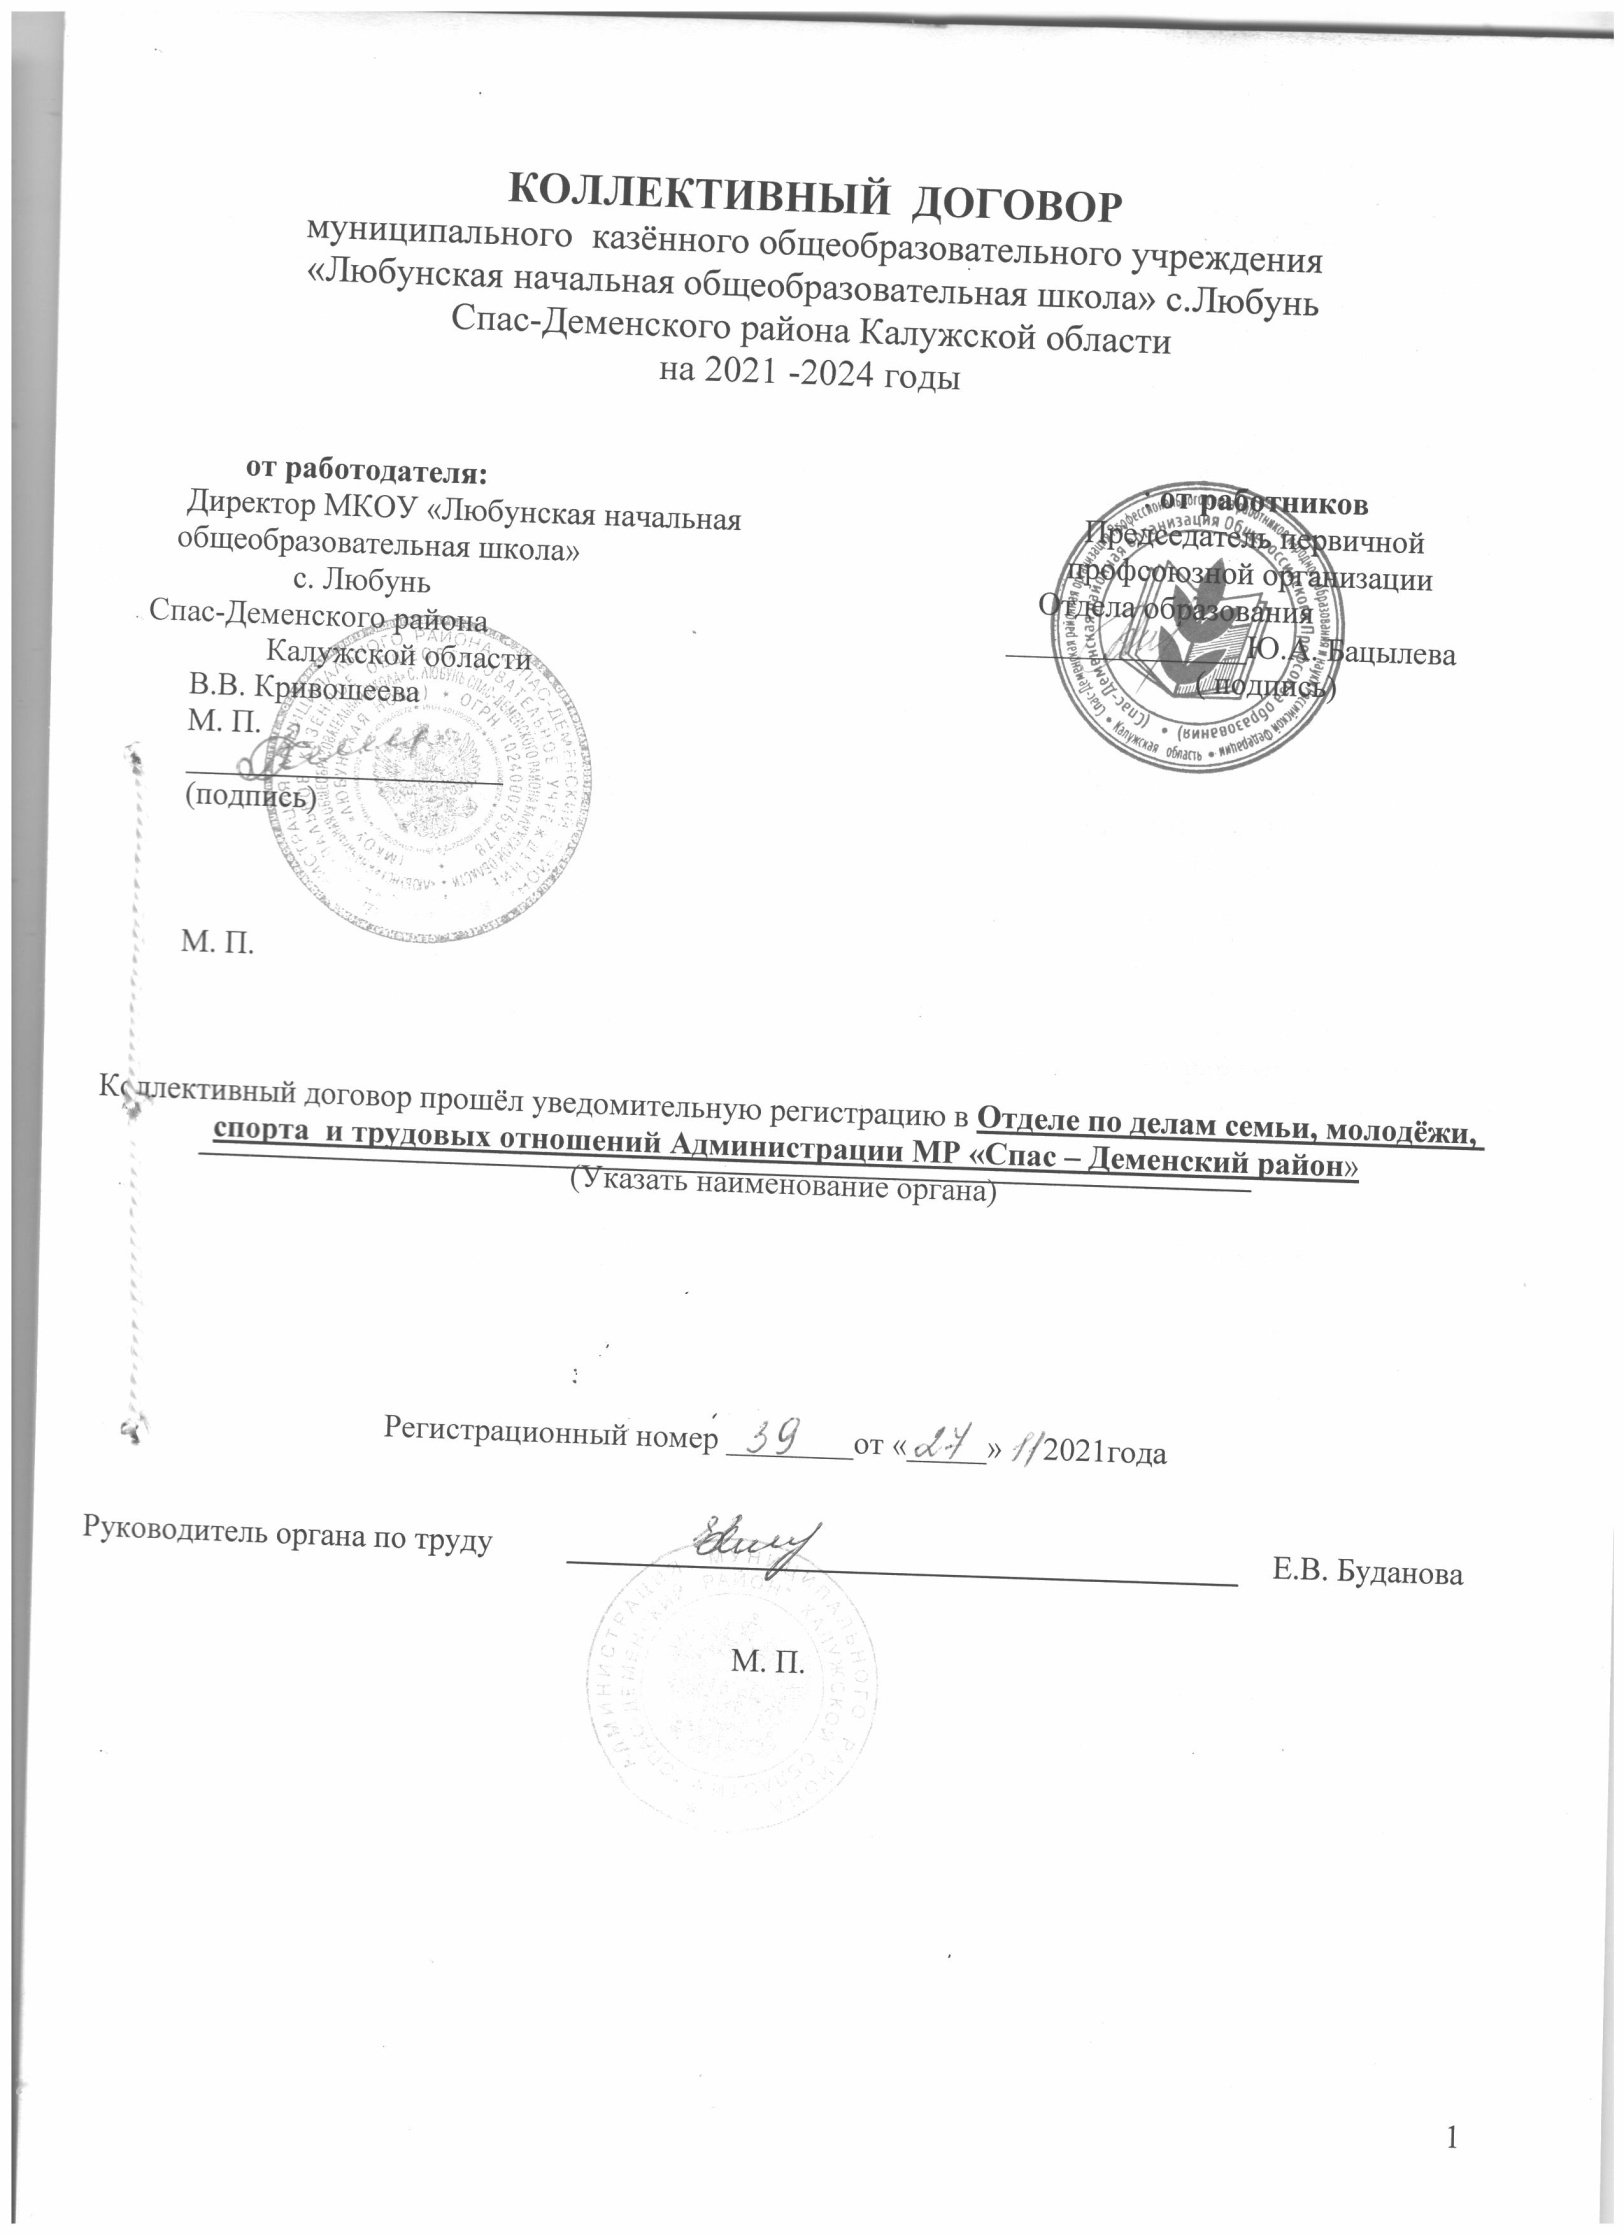 КОЛЛЕКТИВНЫЙ ДОГОВОР
муниципального казённого общеобразовательного учреждения
«Любунская начальная общеобразовательная школа» с.Любунь
Спас-Деменского района Калужской области
на 2021 -2024 годы
от работодателя:
Директор МКОУ «Любунская начальная
общеобразовательная школа»
с. Любунь
Спас-Деменского района
Калужской области
В.В. Кривошеева
М. П.
(подпись)
М. П.
от работников
Председатель первичной
профсоюзной организации
Отдела образования
Ю.А. Бацылева
( подпись)
Коллективный договор прошёл уведомительную регистрацию в Отделе по делам семьи, молодёжи,
спорта и трудовых отношений Администрации МР «Спас – Деменский район»
(Указать наименование органа)
Регистрационный номер 39 от «27» 11/2021года
Руководитель органа по труду Е.В. Буданова
М. П.
1